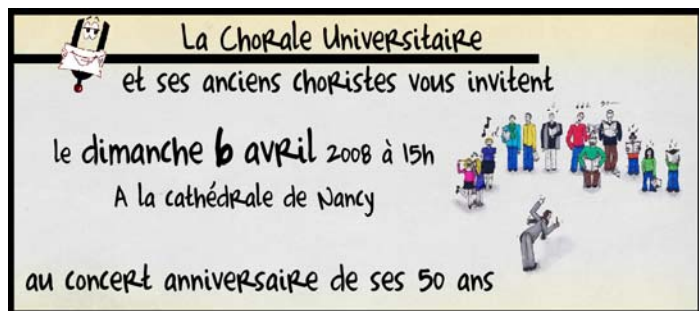 La Chorale Universitaire
et ses anciens choristes vous invitent
le dimanche 6 avril 2008 à 15h
A la cathédrale de Nancy
au concert anniversaire de ses 50 ans